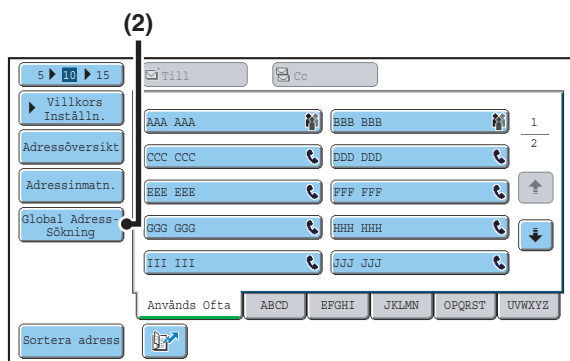 (2)
5 10 15
Till
Cc
Villkors
Inställn.
Adressöversikt
Adressinmatn.
Global Adress-
Sökning
AAA AAA
BBB BBB
CCC CCC
DDD DDD
EEE EEE
FFF FFF
GGG GGG
HHH HHH
III III
JJJ JJJ
1
2
Används Ofta
ABCD
EFGHI
JKLMN
OPQRST
UVWXYZ
Sortera adress